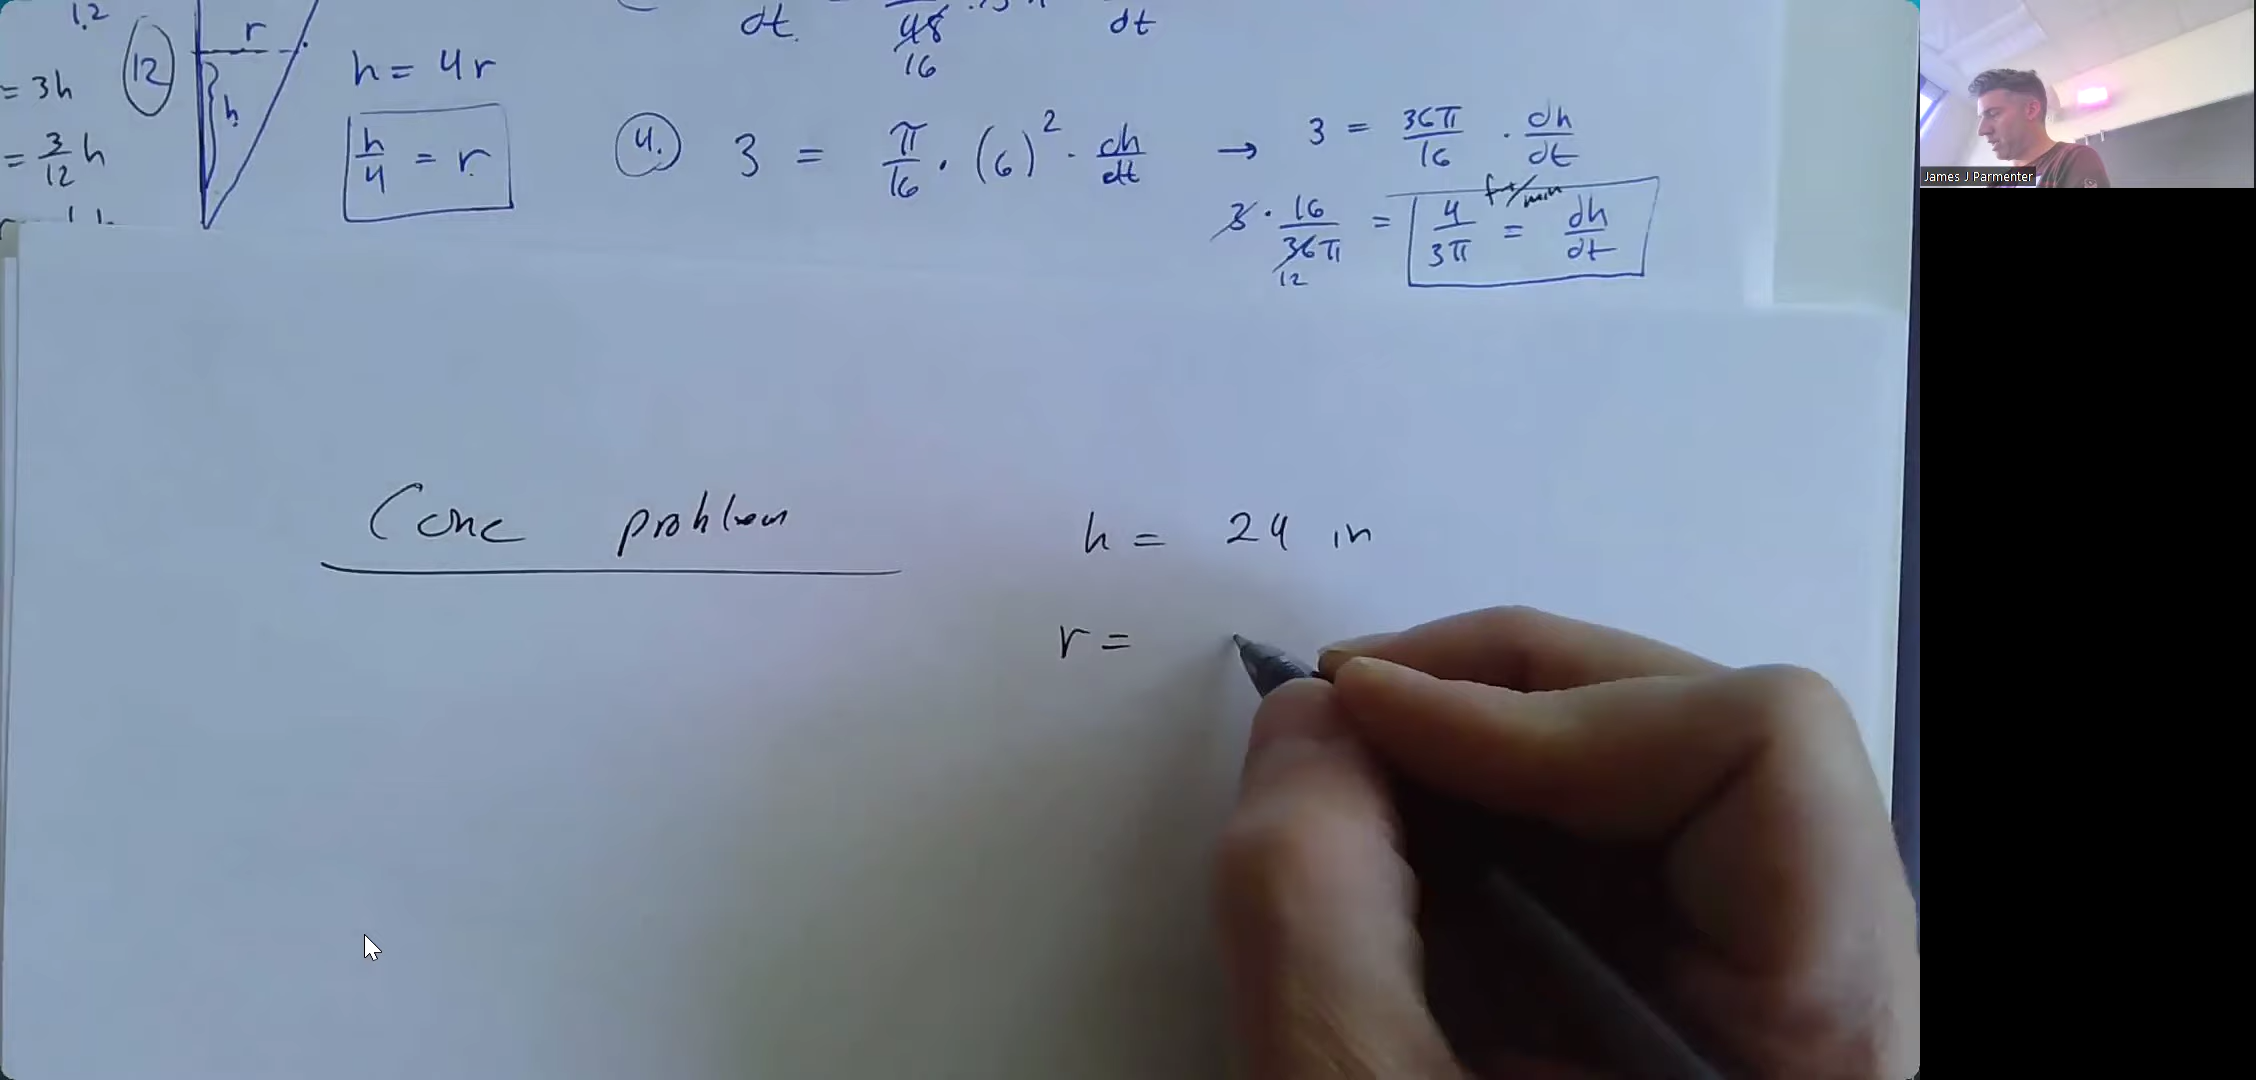 1.2
r
dt
48
dt
= 3h
12
h = 4r
16
h
= 3/12 h
h/4 = r
4. 3 = π/16 · (6)² · dh/dt → 3 = 36π/16 · dh/dt
3 · 16/36π = 4/3π ft/min = dh/dt
12
Cone problem
h = 24 in
r =
James J Parmenter